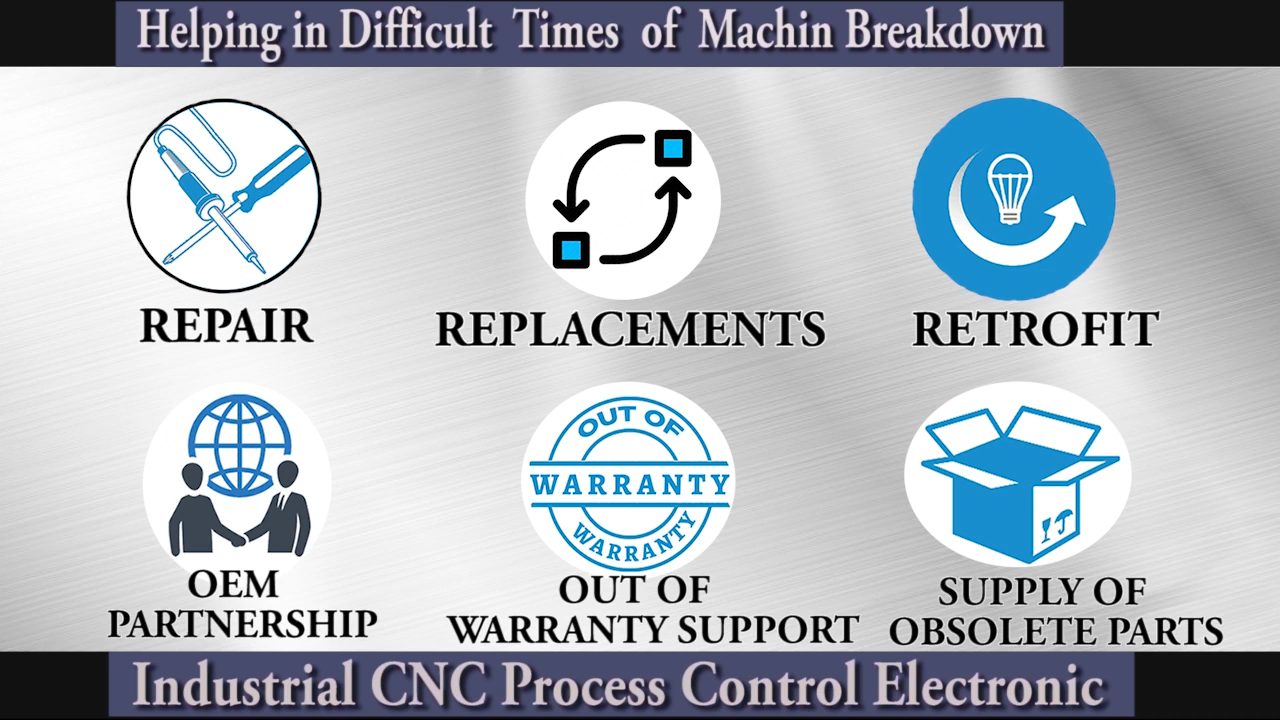 Helping in Difficult Times of Machin Breakdown
REPAIR
REPLACEMENTS
RETROFIT
OEM
PARTNERSHIP
OUT OF
WARRANTY
WARRANTY
OUT OF
WARRANTY SUPPORT
SUPPLY OF
OBSOLETE PARTS
Industrial CNC Process Control Electronic